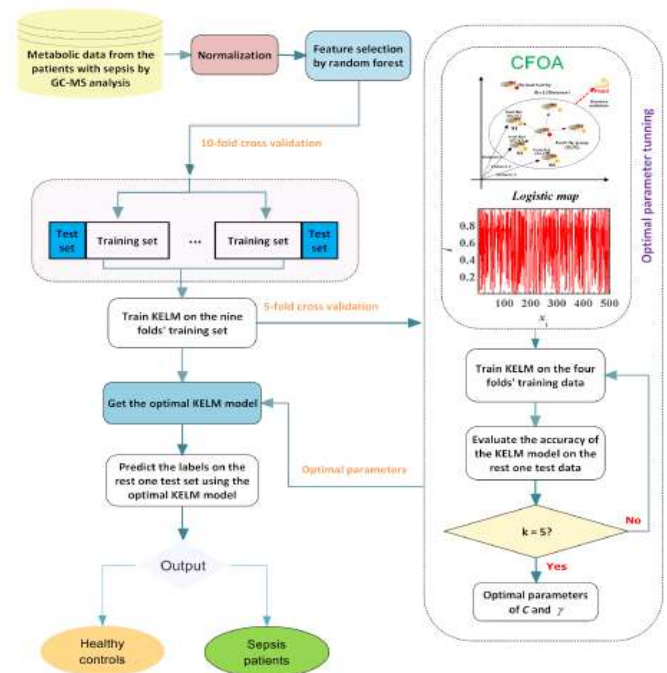 Metabolic data from the
patients with sepsis by
GC-MS analysis
Normalization
Feature selection
by random forest
10-fold cross validation
Test
set
Training set
...
Training set
Test
set
Train KELM on the nine
folds' training set
5-fold cross validation
Get the optimal KELM model
Optimal parameters
Predict the labels on the
rest one test set using the
optimal KELM model
Output
Healthy
controls
Sepsis
patients
CFOA
Logistic map
0.8
0.6
0.4
0.2
100 200 300 400 500
x
Optimal parameter tunning
Train KELM on the four
folds' training data
Evaluate the accuracy of
the KELM model on the
rest one test data
k = 5?
No
Yes
Optimal parameters
of C and γ